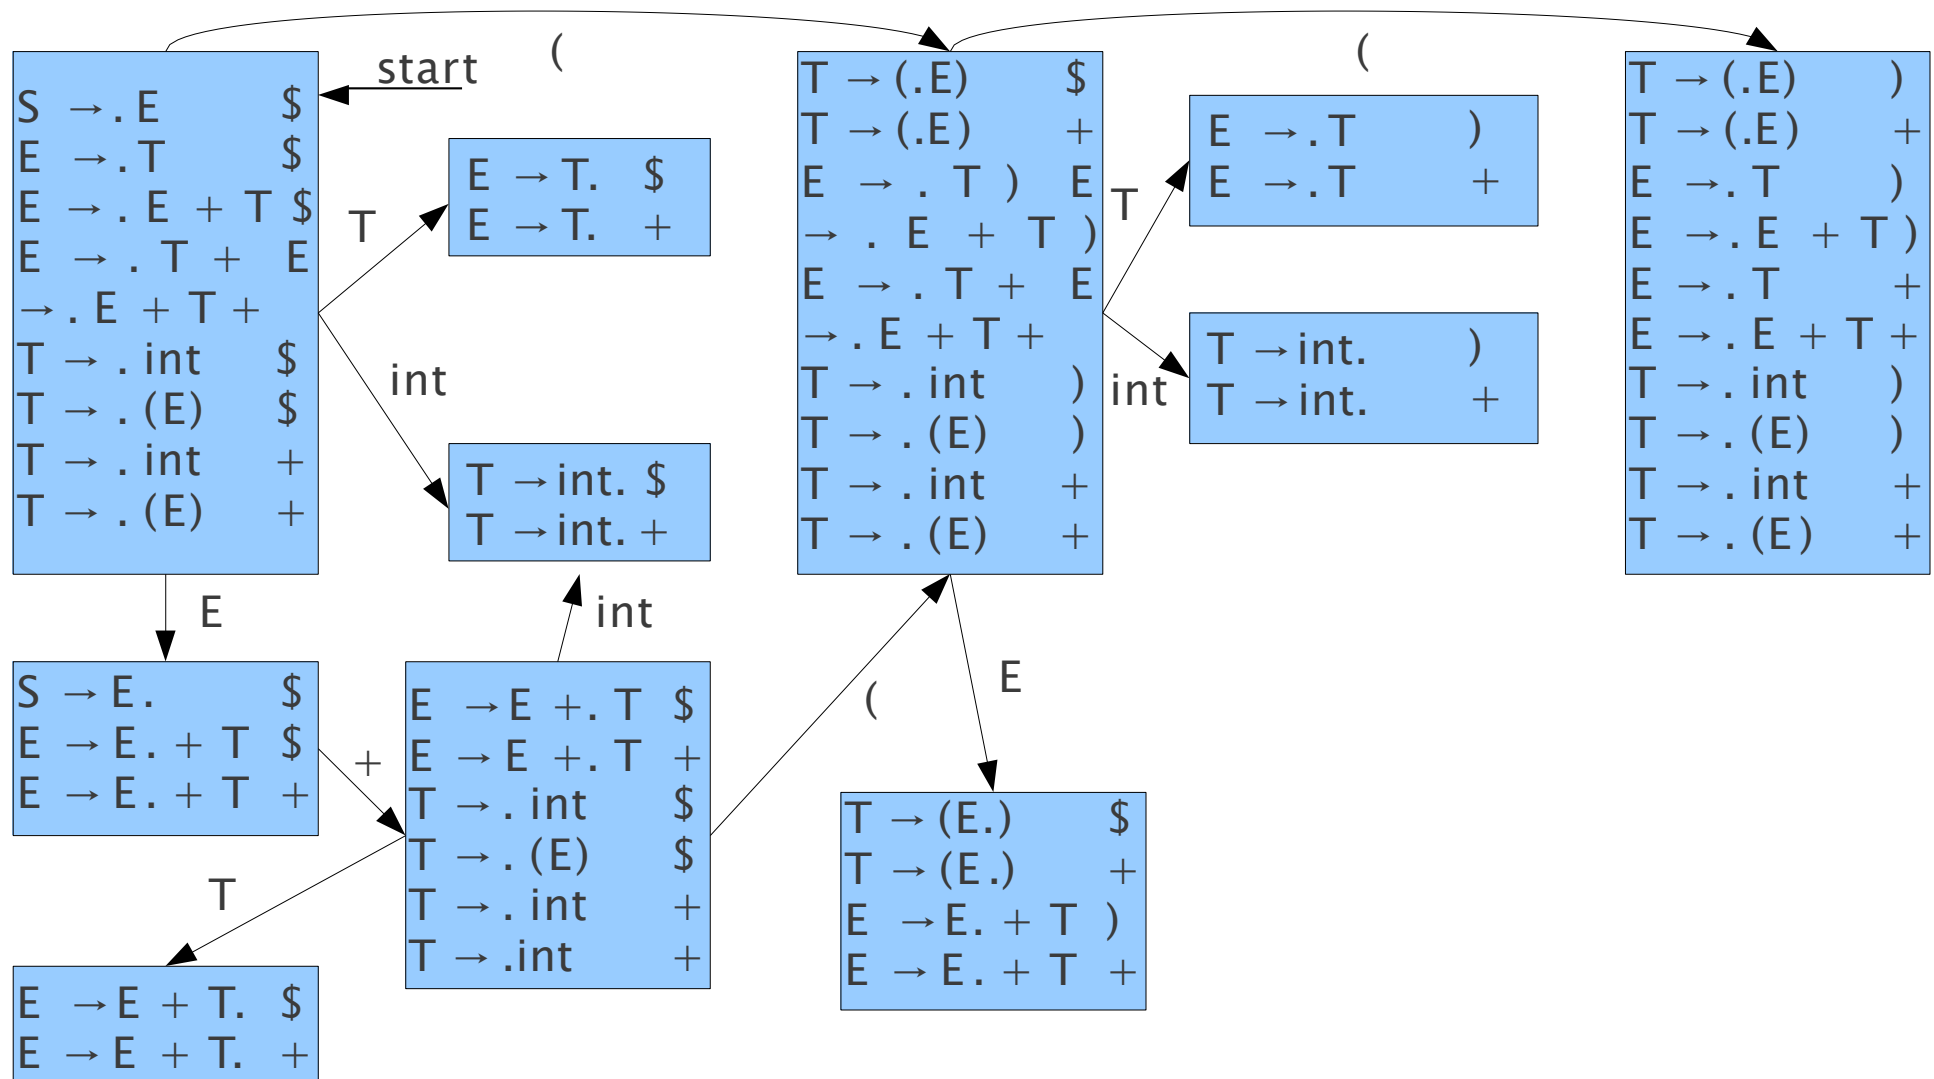 (
(
start
S →. E $
E →. T $
E →. E + T $
E → . T + E
→. E + T +
T → . int $
T → . (E) $
T → . int +
T → . (E) +
T
E → T. $
E → T. +
int
T → int. $
T → int. +
T → (.E) $
T → (.E) +
E → . T ) E
→ . E + T )
E → . T + E
→. E + T +
T → . int )
T → . (E) )
T → . int +
T → . (E) +
T
E →. T )
E →. T +
int
T → int. )
T → int. +
T → (.E) )
T → (.E) +
E →. T )
E →. E + T )
E →. T +
E →. E + T +
T → . int )
T → . (E) )
T → . int +
T → . (E) +
E
int
S → E. $
E → E. + T $
E → E. + T +
+
E → E +. T $
E → E +. T +
T → . int $
T → . (E) $
T → . int +
T → .int +
(
E
T → (E.) $
T → (E.) +
E → E. + T )
E → E. + T +
T
E → E + T. $
E → E + T. +